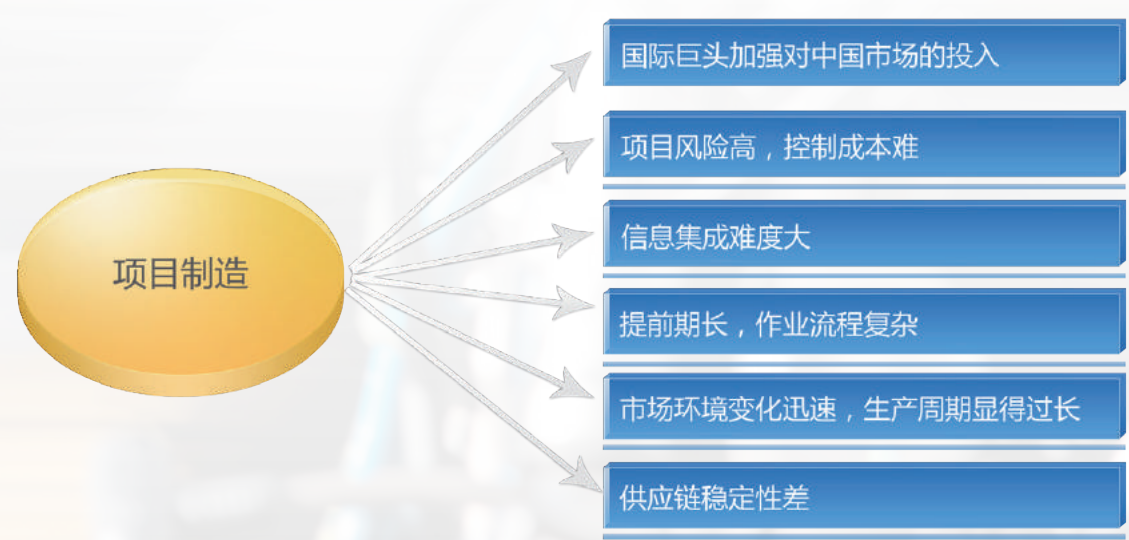 国际巨头加强对中国市场的投入
项目风险高，控制成本难
信息集成难度大
项目制造
提前期长，作业流程复杂
市场环境变化迅速，生产周期显得过长
供应链稳定性差